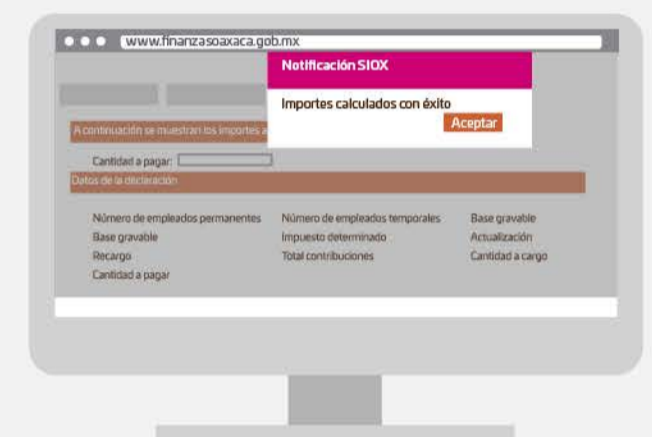 www.finanzasoaxaca.gob.mx
Notificación SIOX
Importes calculados con éxito
Aceptar
A continuación se muestran los importes a
Cantidad a pagar:
Datos de la declaración
Número de empleados permanentes Número de empleados temporales Base gravable
Base gravable Impuesto determinado Actualización
Recargo Total contribuciones Cantidad a cargo
Cantidad a pagar